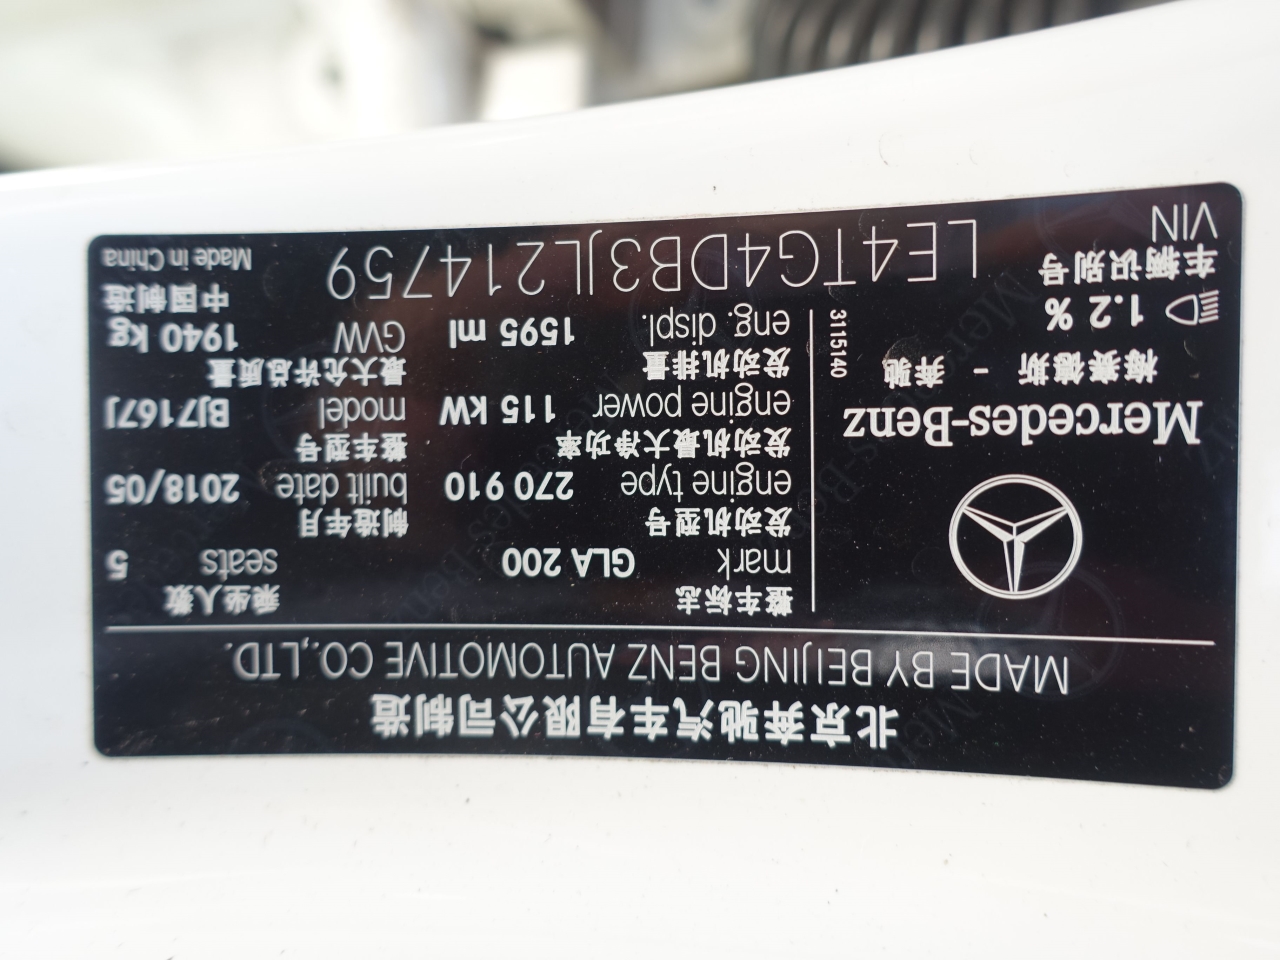 北京奔驰汽车有限公司制造
MADE BY BEIJING BENZ AUTOMOTIVE CO.,LTD.
Mercedes-Benz
梅赛德斯 - 奔驰
1.2 %
3115140
整车标志
mark GLA 200
乘坐人数
seats 5
发动机型号
engine type 270 910
制造年月
built date 2018/05
发动机最大净功率
engine power 115 kW
整车型号
model BJ7167J
发动机排量
eng. displ. 1595 ml
最大允许总质量
GVW 1940 kg
车辆识别号
VIN LE4TG4DB3JL214759
中国制造
Made in China